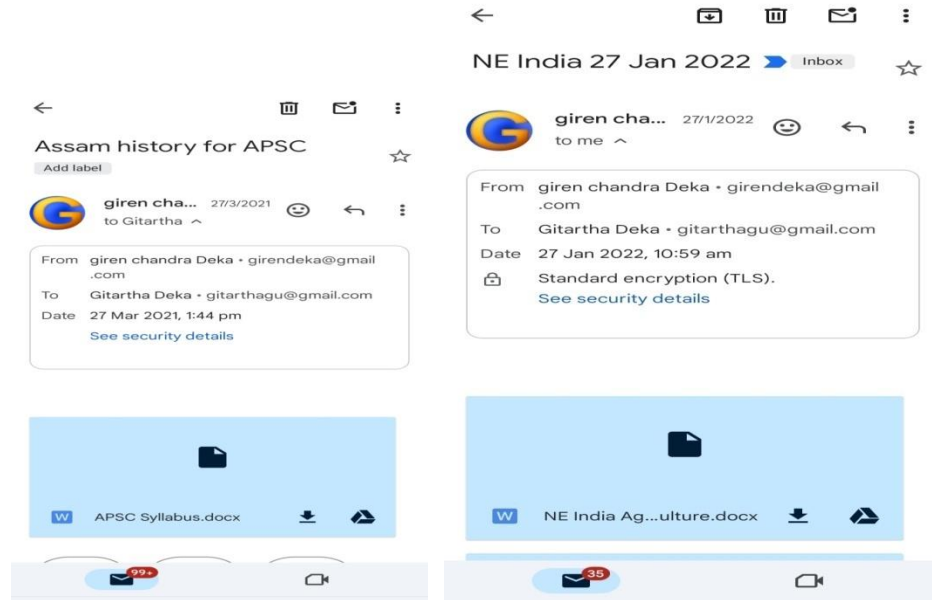 Assam history for APSC
Add label
giren cha... 27/3/2021
to Gitartha
From giren chandra Deka • girendeka@gmail
.com
To Gitartha Deka • gitarthagu@gmail.com
Date 27 Mar 2021, 1:44 pm
See security details
W APSC Syllabus.docx
99+
NE India 27 Jan 2022 Inbox
giren cha... 27/1/2022
to me
From giren chandra Deka • girendeka@gmail
.com
To Gitartha Deka • gitarthagu@gmail.com
Date 27 Jan 2022, 10:59 am
Standard encryption (TLS).
See security details
W NE India Ag...ulture.docx
35